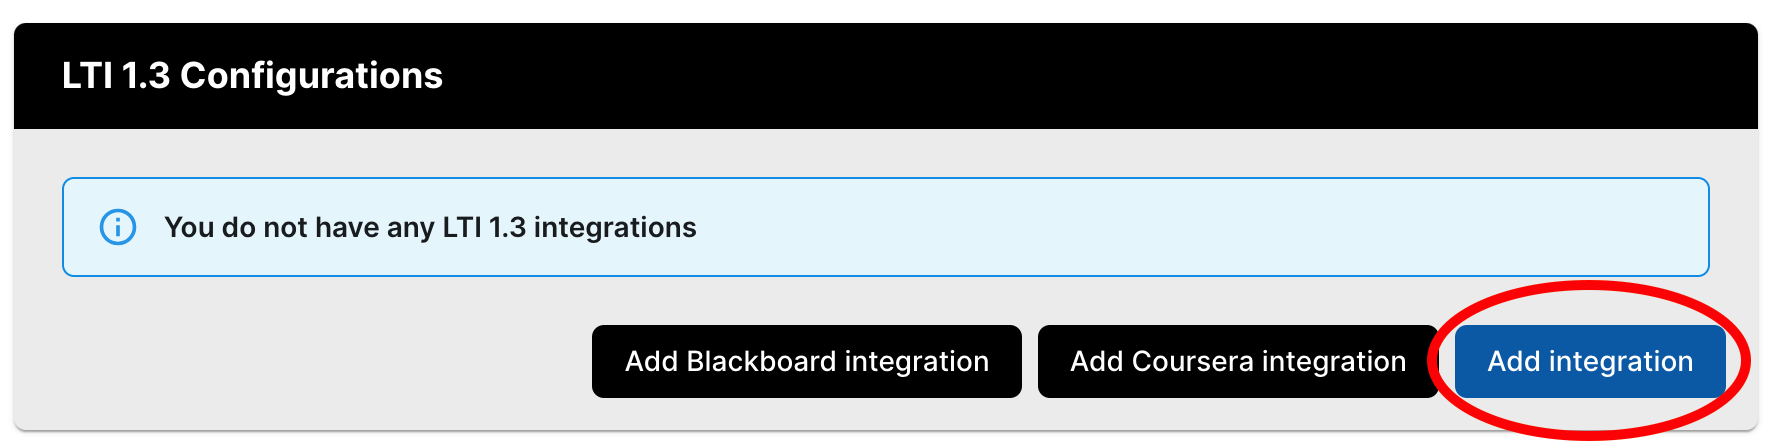 LTI 1.3 Configurations
You do not have any LTI 1.3 integrations
Add Blackboard integration
Add Coursera integration
Add integration